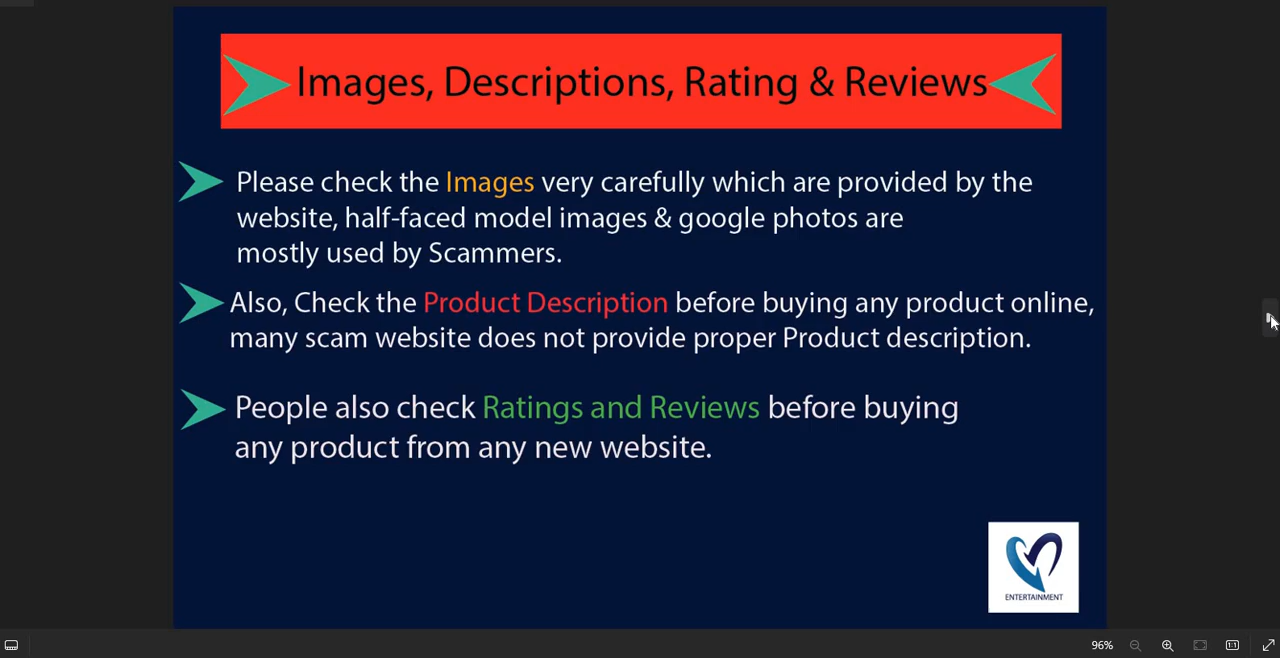 Images, Descriptions, Rating & Reviews
Please check the Images very carefully which are provided by the
website, half-faced model images & google photos are
mostly used by Scammers.
Also, Check the Product Description before buying any product online,
many scam website does not provide proper Product description.
People also check Ratings and Reviews before buying
any product from any new website.
ENTERTAINMENT
96%
1:1